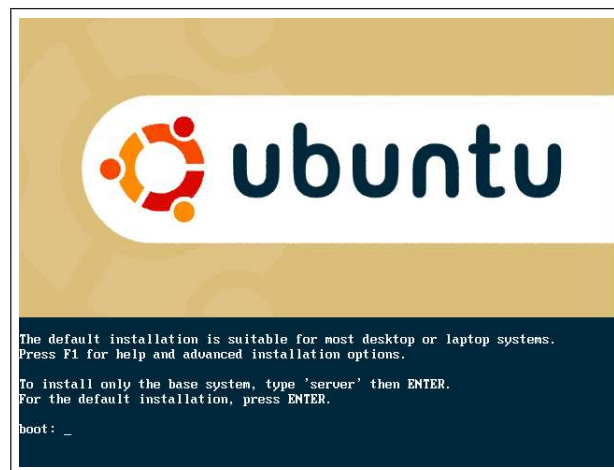 ubuntu
The default installation is suitable for most desktop or laptop systems.
Press F1 for help and advanced installation options.
To install only the base system, type 'server' then ENTER.
For the default installation, press ENTER.
boot: _